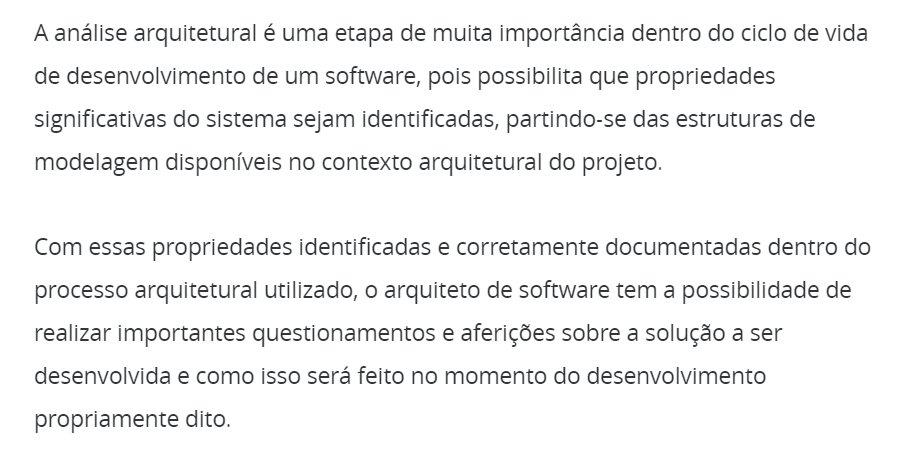 A análise arquitetural é uma etapa de muita importância dentro do ciclo de vida
de desenvolvimento de um software, pois possibilita que propriedades
significativas do sistema sejam identificadas, partindo-se das estruturas de
modelagem disponíveis no contexto arquitetural do projeto.
Com essas propriedades identificadas e corretamente documentadas dentro do
processo arquitetural utilizado, o arquiteto de software tem a possibilidade de
realizar importantes questionamentos e aferições sobre a solução a ser
desenvolvida e como isso será feito no momento do desenvolvimento
propriamente dito.